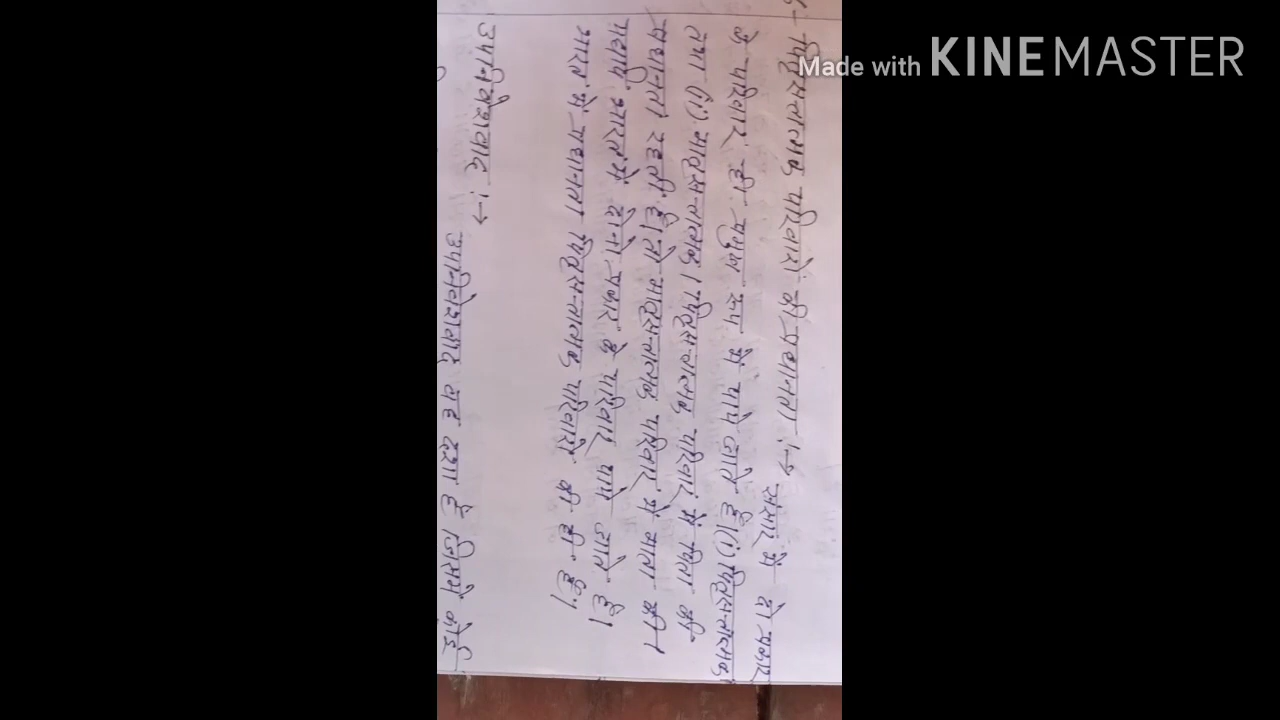 Made with KINEMASTER
6- पितृसत्तात्मक परिवारों की प्रधानता :→
संसार में दो प्रकार
के परिवार ही प्रमुख रूप में पाये जाते हैं। (i) पितृसत्तात्मक
तथा (ii) मातृसत्तात्मक। पितृसत्तात्मक परिवार में पिता की
प्रधानता रहती है। तो मातृसत्तात्मक परिवार में माता की।
यद्यपि भारत में दोनों प्रकार के परिवार पाये जाते हैं।
भारत में प्रधानता पितृसत्तात्मक परिवारों की ही है।
उपनिवेशवाद :→
उपनिवेशवाद वह दशा है जिसमें कोई